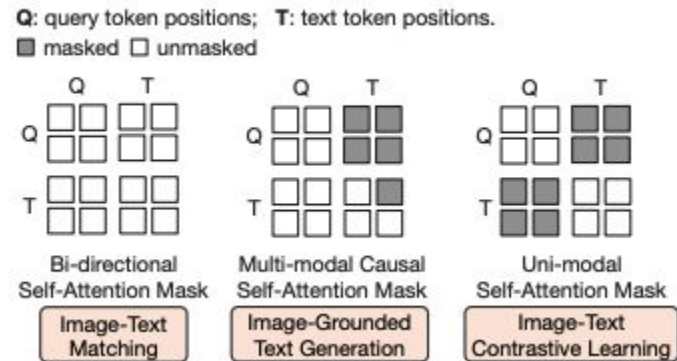 Q: query token positions; T: text token positions.
masked unmasked
Q T
Q
T
Bi-directional
Self-Attention Mask
Image-Text
Matching
Q T
Q
T
Multi-modal Causal
Self-Attention Mask
Image-Grounded
Text Generation
Q T
Q
T
Uni-modal
Self-Attention Mask
Image-Text
Contrastive Learning